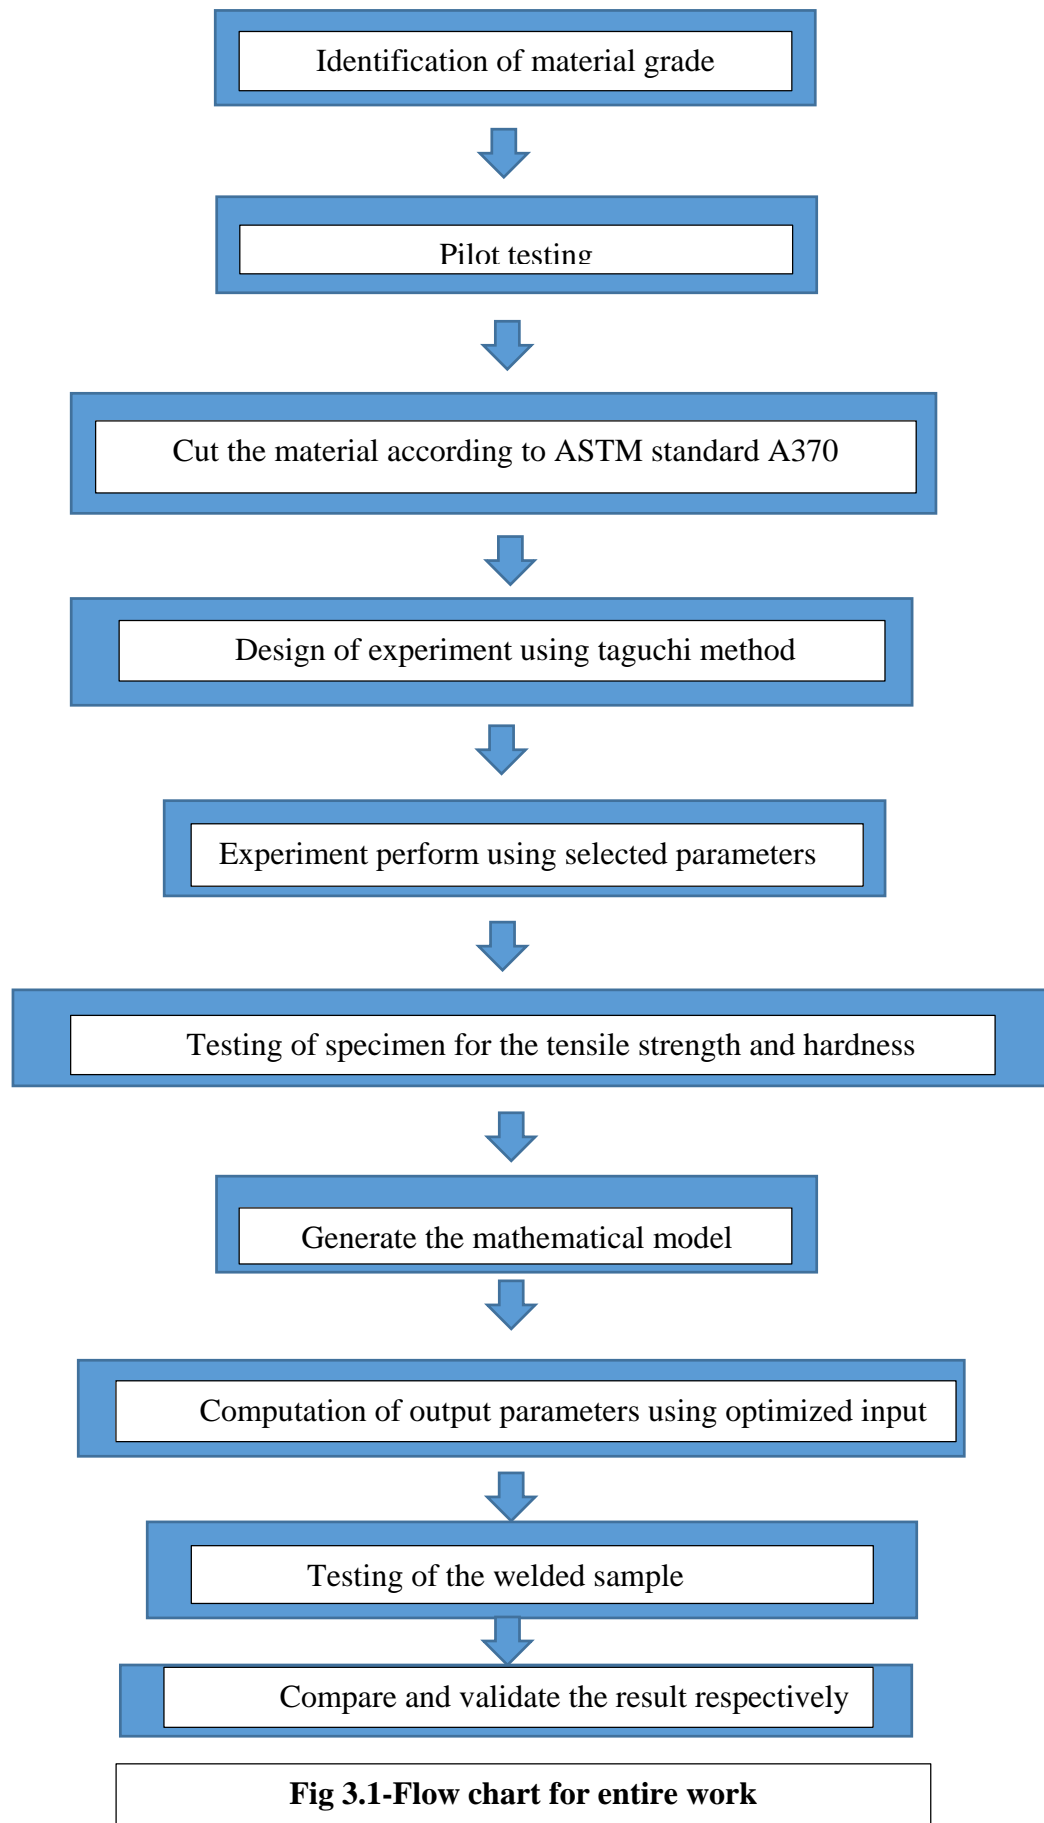 Identification of material grade
Pilot testing
Cut the material according to ASTM standard A370
Design of experiment using taguchi method
Experiment perform using selected parameters
Testing of specimen for the tensile strength and hardness
Generate the mathematical model
Computation of output parameters using optimized input
Testing of the welded sample
Compare and validate the result respectively
Fig 3.1-Flow chart for entire work